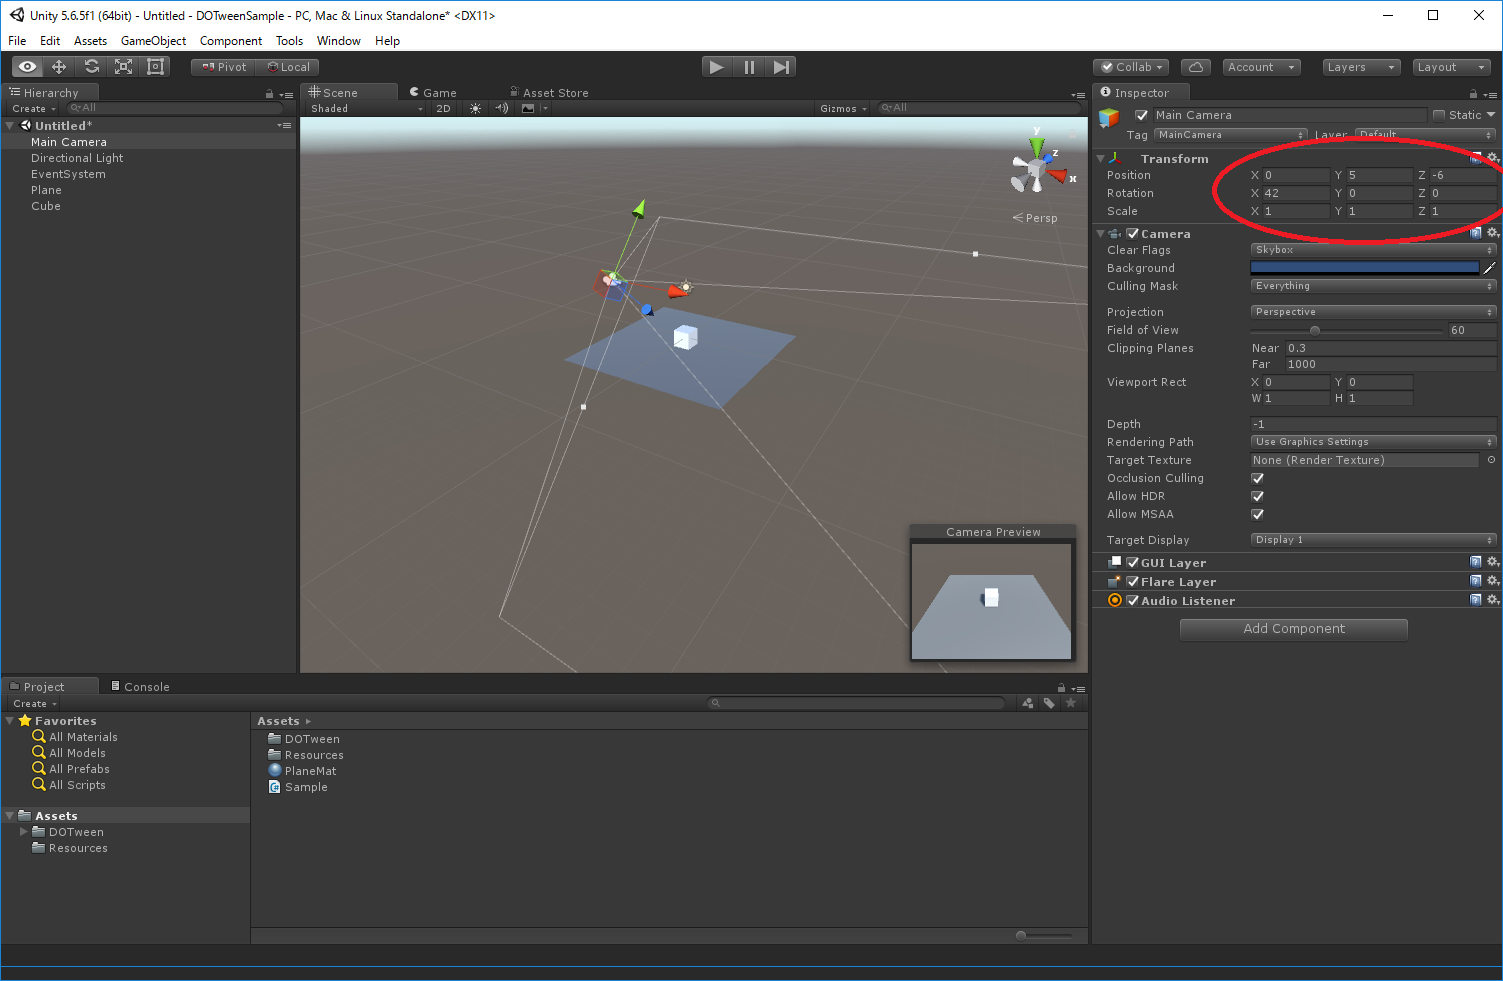 Unity 5.6.5f1 (64bit) - Untitled - DOTweenSample - PC, Mac & Linux Standalone* <DX11>
File Edit Assets GameObject Component Tools Window Help
Pivot Local Collab Account Layers Layout
Hierarchy
Create All
Untitled*
Main Camera
Directional Light
EventSystem
Plane
Cube
Scene Game Asset Store
Shaded 2D Gizmos All
y
z
x
Persp
Camera Preview
Inspector
Main Camera Static
Tag MainCamera Layer Default
Transform
Position X 0 Y 5 Z -6
Rotation X 42 Y 0 Z 0
Scale X 1 Y 1 Z 1
Camera
Clear Flags Skybox
Background
Culling Mask Everything
Projection Perspective
Field of View 60
Clipping Planes Near 0.3
Far 1000
Viewport Rect X 0 Y 0
W 1 H 1
Depth -1
Rendering Path Use Graphics Settings
Target Texture None (Render Texture)
Occlusion Culling
Allow HDR
Allow MSAA
Target Display Display 1
GUI Layer
Flare Layer
Audio Listener
Add Component
Project Console
Create
Favorites
All Materials
All Models
All Prefabs
All Scripts
Assets
DOTween
Resources
Assets
DOTween
Resources
PlaneMat
Sample